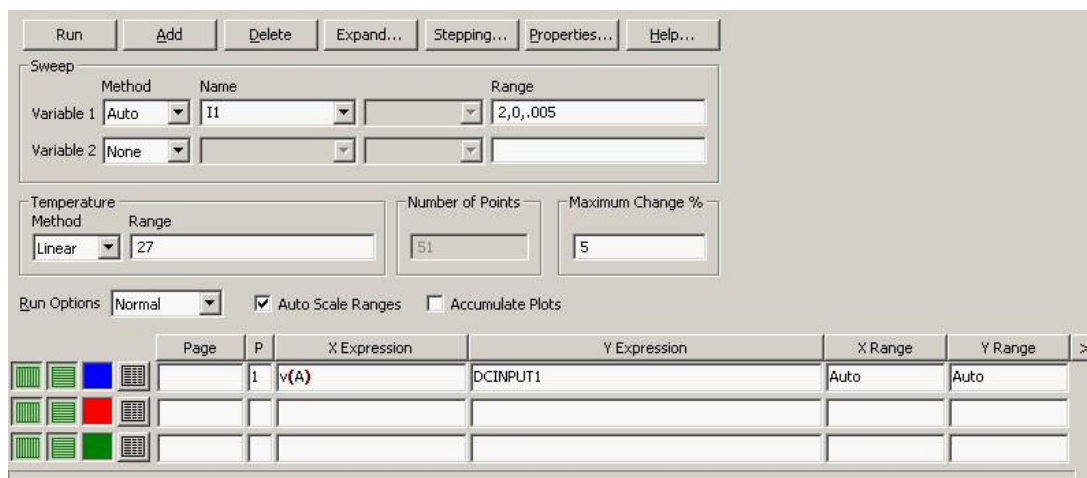 Run Add Delete Expand... Stepping... Properties... Help...
Sweep
Method Name Range
Variable 1 Auto I1 2,0,.005
Variable 2 None
Temperature Number of Points Maximum Change %
Method Range
Linear 27 51 5
Run Options Normal Auto Scale Ranges Accumulate Plots
Page P X Expression Y Expression X Range Y Range >
1 v(A) DCINPUT1 Auto Auto